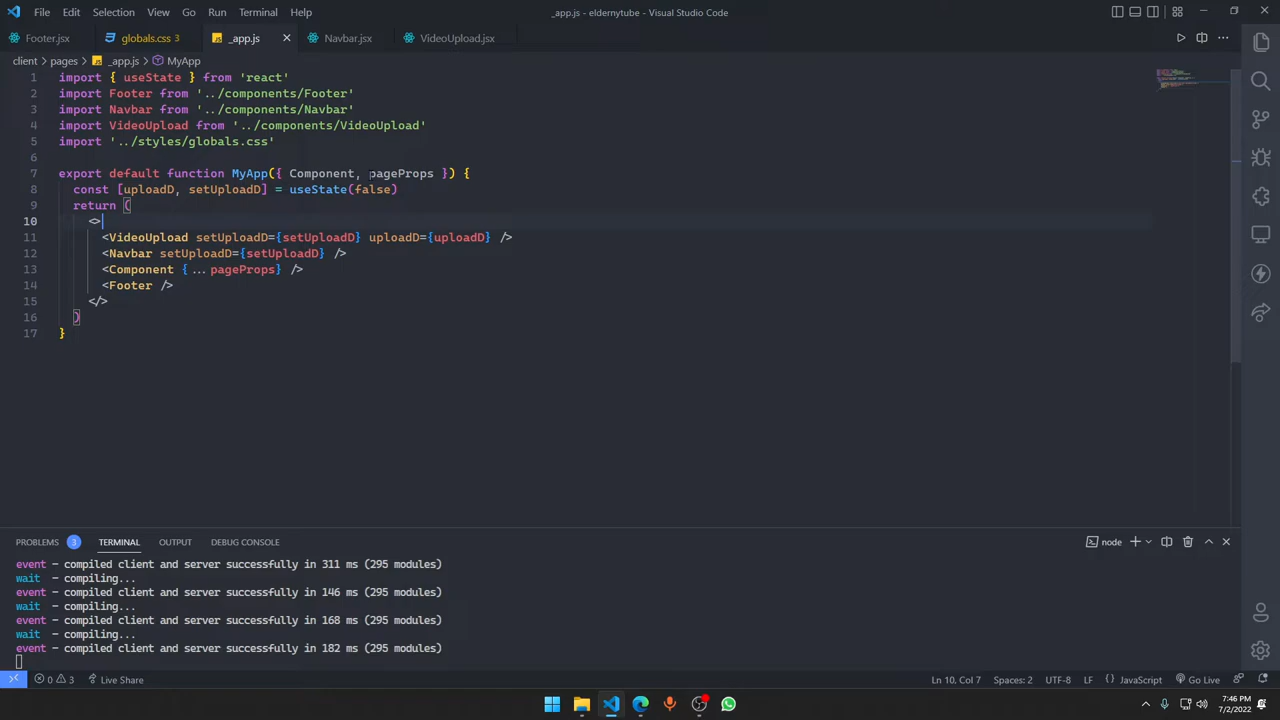 File Edit Selection View Go Run Terminal Help _app.js - eldernytube - Visual Studio Code
Footer.jsx globals.css 3 _app.js Navbar.jsx VideoUpload.jsx
client > pages > _app.js > MyApp
1 import { useState } from 'react'
2 import Footer from '../components/Footer'
3 import Navbar from '../components/Navbar'
4 import VideoUpload from '../components/VideoUpload'
5 import '../styles/globals.css'
6
7 export default function MyApp({ Component, pageProps }) {
8 const [uploadD, setUploadD] = useState(false)
9 return (
10 <>
11 <VideoUpload setUploadD={setUploadD} uploadD={uploadD} />
12 <Navbar setUploadD={setUploadD} />
13 <Component {...pageProps} />
14 <Footer />
15 </>
16 )
17 }
PROBLEMS 3 TERMINAL OUTPUT DEBUG CONSOLE node
event - compiled client and server successfully in 311 ms (295 modules)
wait - compiling...
event - compiled client and server successfully in 146 ms (295 modules)
wait - compiling...
event - compiled client and server successfully in 168 ms (295 modules)
wait - compiling...
event - compiled client and server successfully in 182 ms (295 modules)
0 3 Live Share Ln 10, Col 7 Spaces: 2 UTF-8 LF {} JavaScript Go Live
7:46 PM
7/2/2022